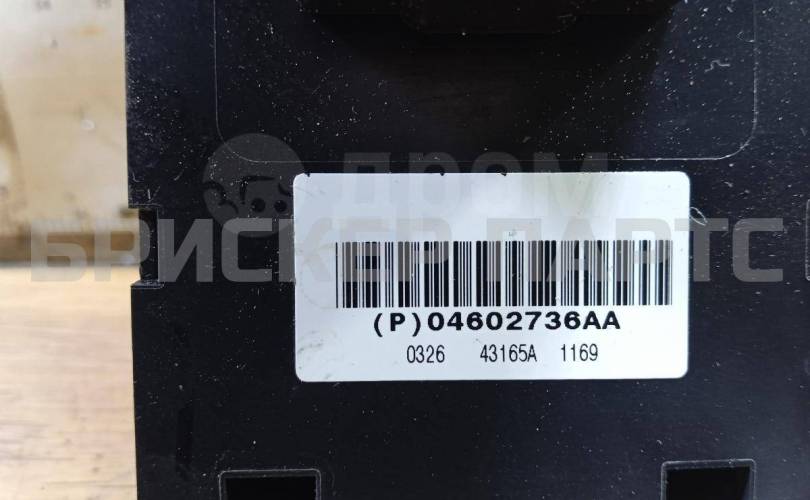 дром
БРИСКЕР ПАРТС
(P)04602736AA
0326 43165A 1169